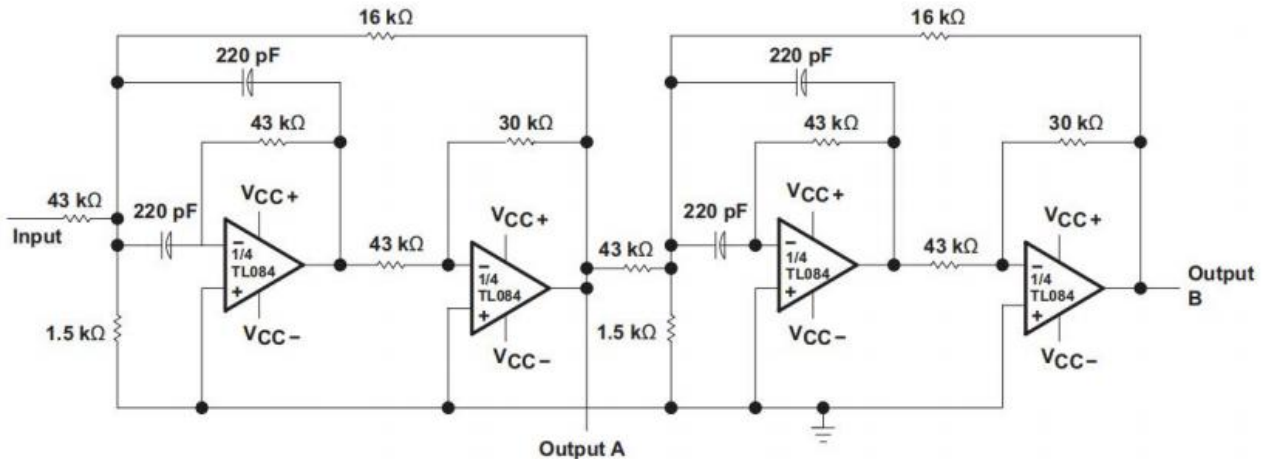 16 kΩ
16 kΩ
220 pF
220 pF
43 kΩ
30 kΩ
43 kΩ
30 kΩ
43 kΩ
220 pF
VCC+
VCC+
220 pF
VCC+
VCC+
Input
43 kΩ
43 kΩ
43 kΩ
−
1/4
TL084
+
−
1/4
TL084
+
−
1/4
TL084
+
−
1/4
TL084
+
Output
B
1.5 kΩ
VCC−
VCC−
1.5 kΩ
VCC−
VCC−
Output A